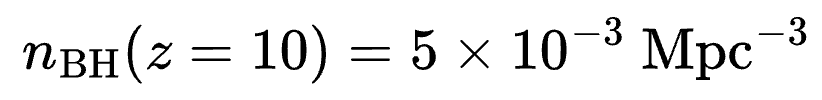 n_BH(z = 10) = 5 × 10⁻³ Mpc⁻³